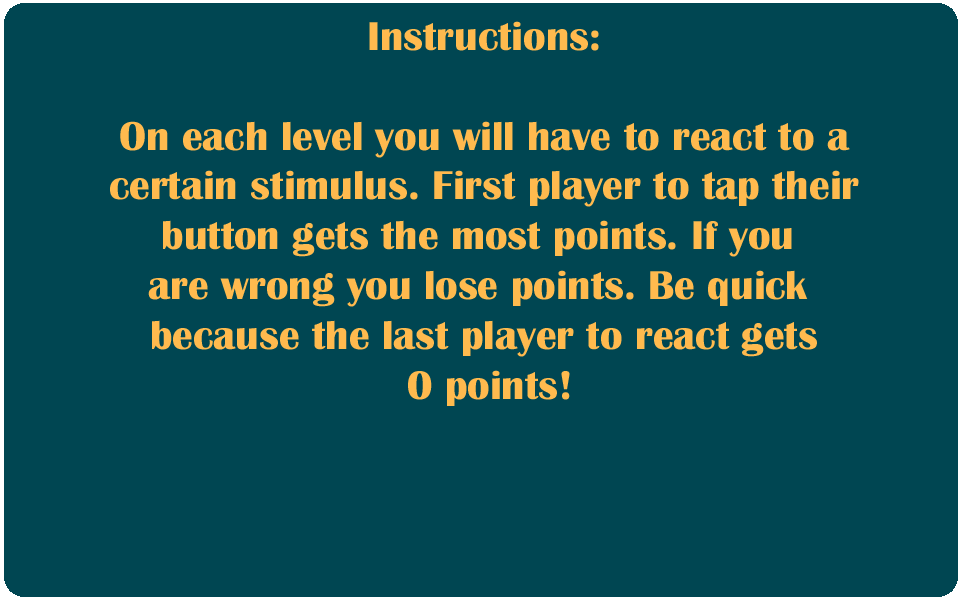 Instructions:
On each level you will have to react to a
certain stimulus. First player to tap their
button gets the most points. If you
are wrong you lose points. Be quick
because the last player to react gets
0 points!